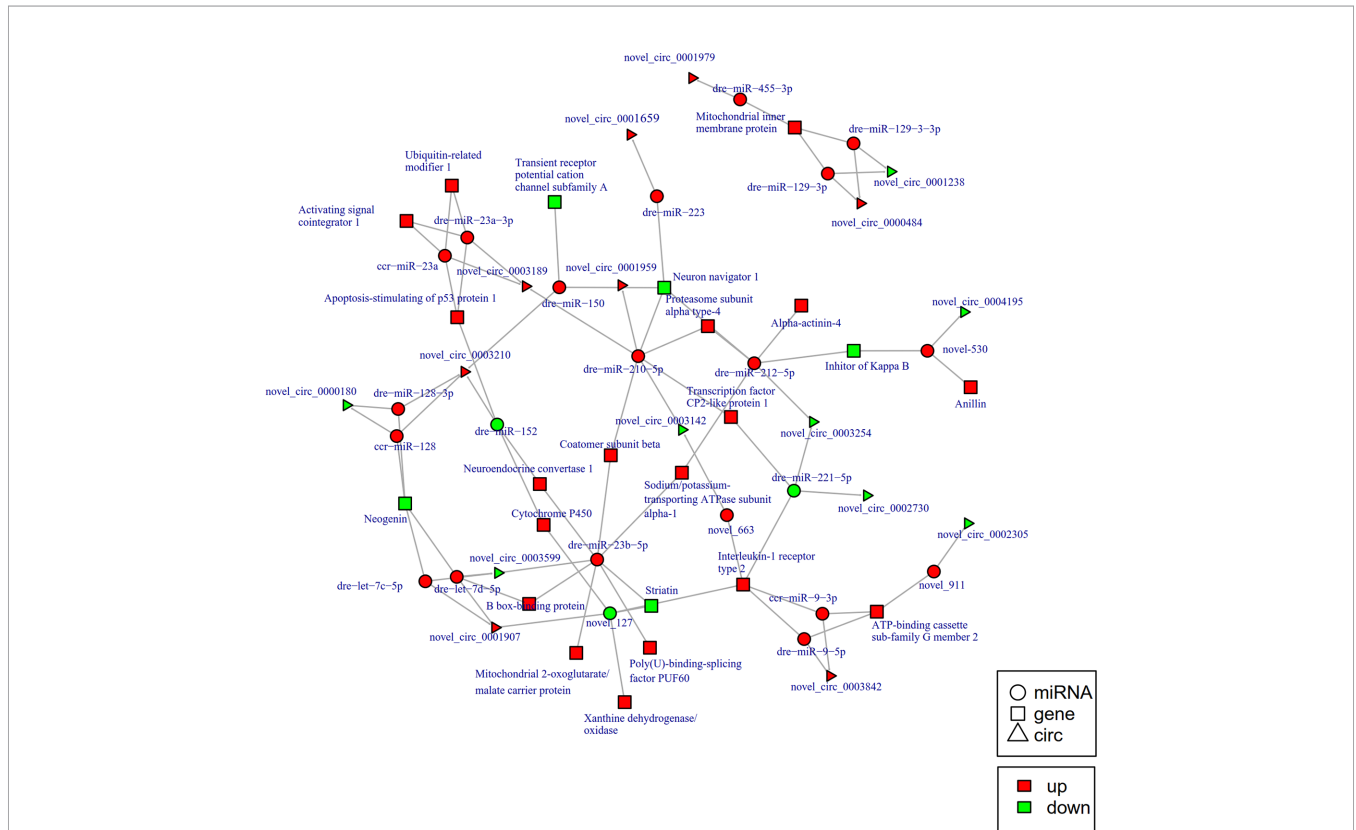 novel_circ_0001979
dre−miR−455−3p
novel_circ_0001659
Mitochondrial inner
membrane protein
dre−miR−129−3−3p
Ubiquitin-related
modifier 1
Transient receptor
potential cation
channel subfamily A
dre−miR−129−3p
novel_circ_0001238
Activating signal
cointegrator 1
dre−miR−23a−3p
dre−miR−223
novel_circ_0000484
ccr−miR−23a
novel_circ_0003189
novel_circ_0001959
Neuron navigator 1
Apoptosis-stimulating of p53 protein 1
dre−miR−150
Proteasome subunit
alpha type-4
Alpha-actinin-4
novel_circ_0004195
novel_circ_0003210
dre−miR−210−5p
dre−miR−212−5p
Inhitor of Kappa B
novel-530
novel_circ_0000180
dre−miR−128−3p
Transcription factor
CP2-like protein 1
Anillin
ccr−miR−128
dre−miR−152
novel_circ_0003142
novel_circ_0003254
Coatomer subunit beta
Neuroendocrine convertase 1
Sodium/potassium-
transporting ATPase subunit
alpha-1
dre−miR−221−5p
Neogenin
Cytochrome P450
novel_663
novel_circ_0002730
dre−miR−23b−5p
novel_circ_0002305
novel_circ_0003599
Interleukin-1 receptor
type 2
dre−let−7c−5p
dre−let−7d−5p
Striatin
novel_911
B box-binding protein
novel_127
ccr−miR−9−3p
ATP-binding cassette
sub-family G member 2
novel_circ_0001907
dre−miR−9−5p
Mitochondrial 2-oxoglutarate/
malate carrier protein
Poly(U)-binding-splicing
factor PUF60
novel_circ_0003842
Xanthine dehydrogenase/
oxidase
miRNA
gene
circ
up
down